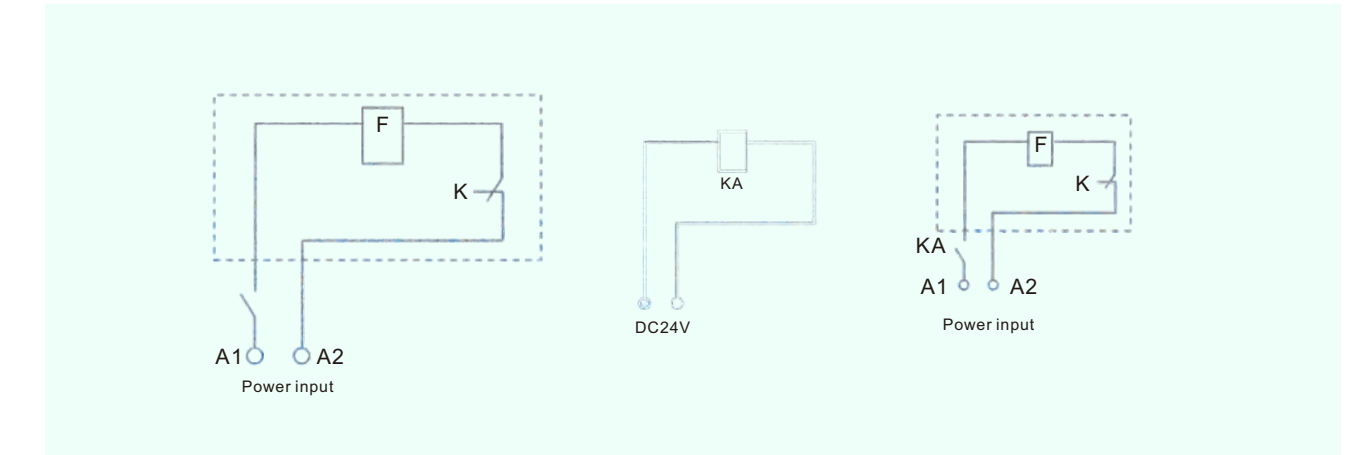 F
K
A1
A2
Power input
KA
DC24V
F
K
KA
A1
A2
Power input